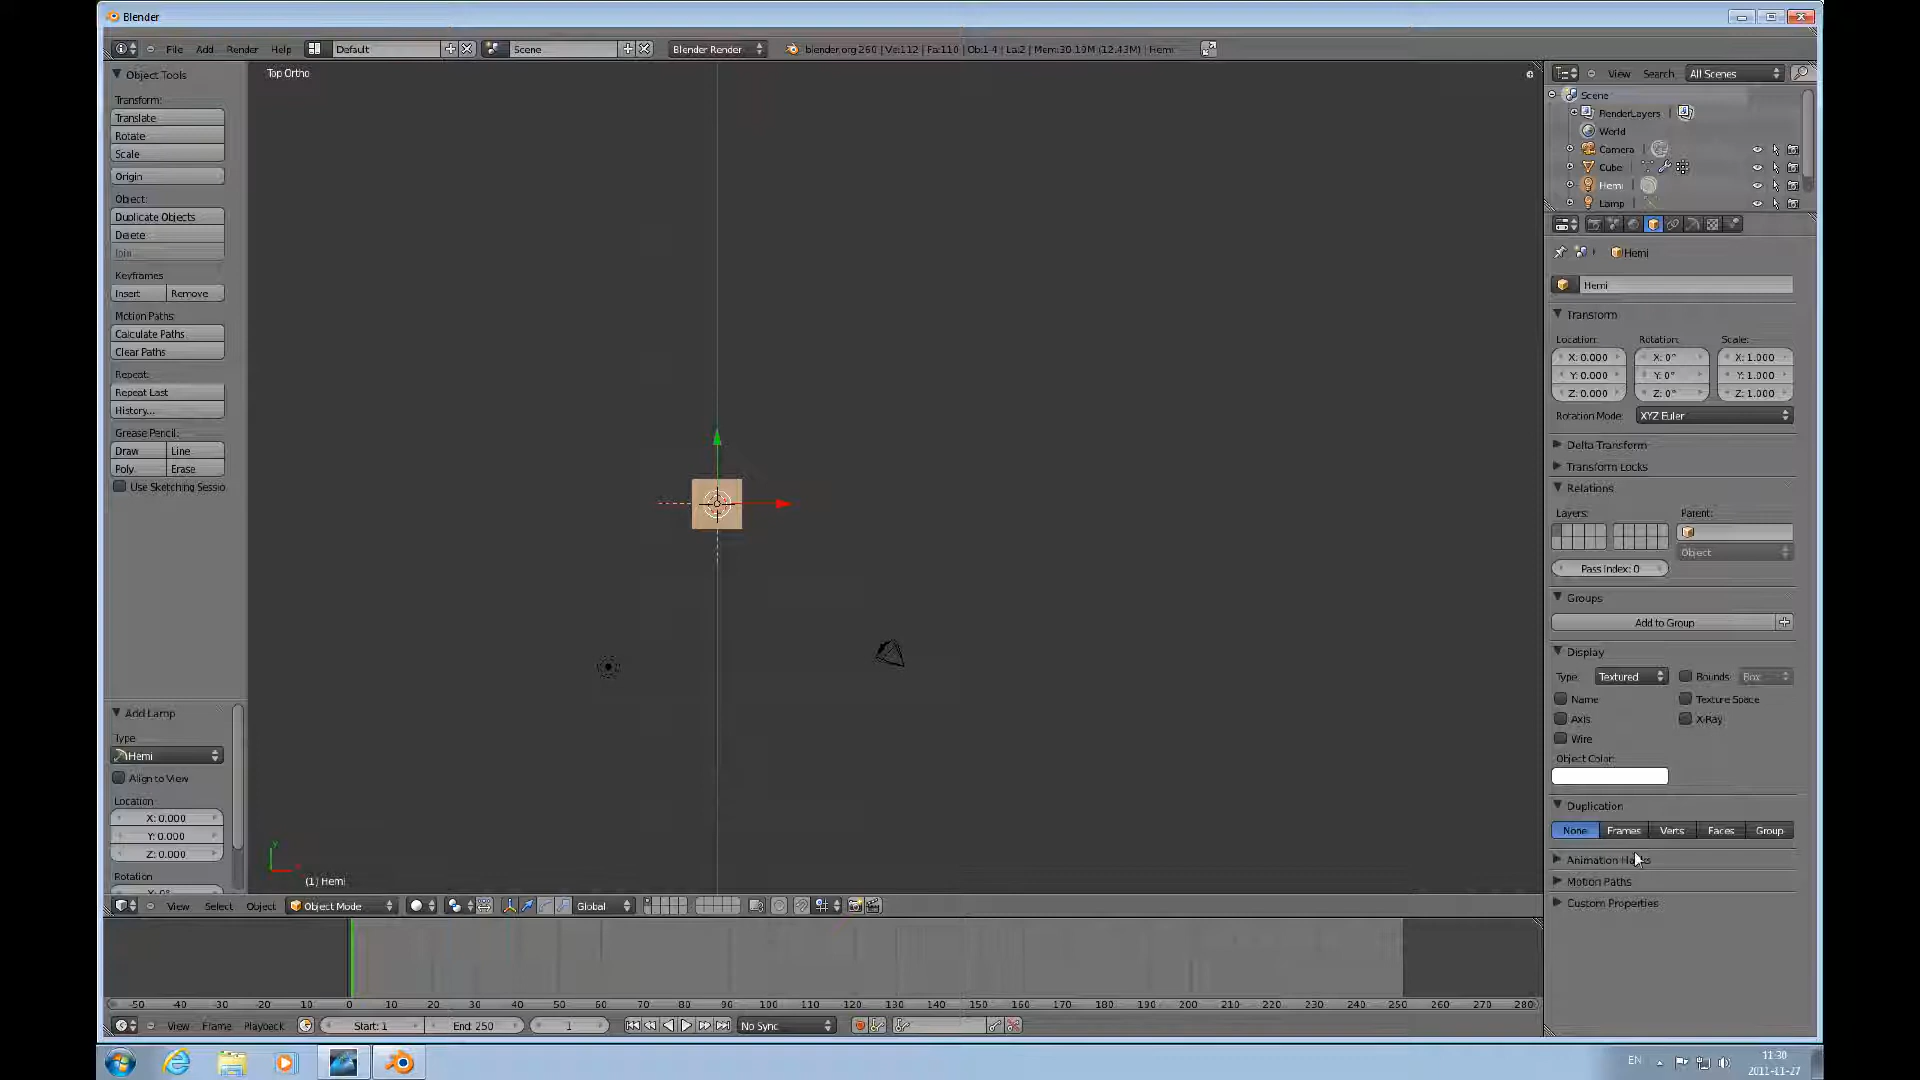 Blender
File Add Render Help Default Scene Blender Render blender.org 260 | Ve:112 | Fa:110 | Ob:1-4 | La:2 | Mem:30.19M (12.43M) | Hemi
Object Tools
Transform:
Translate
Rotate
Scale
Origin
Object:
Duplicate Objects
Delete
Join
Keyframes
Insert Remove
Motion Paths:
Calculate Paths
Clear Paths
Repeat:
Repeat Last
History...
Grease Pencil:
Draw Line
Poly Erase
Use Sketching Sessio
Add Lamp
Type
Hemi
Align to View
Location
X: 0.000
Y: 0.000
Z: 0.000
Rotation
X: 0°
Top Ortho
(1) Hemi
View Select Object Object Mode Global
-50 -40 -30 -20 -10 0 10 20 30 40 50 60 70 80 90 100 110 120 130 140 150 160 170 180 190 200 210 220 230 240 250 260 270 280
View Frame Playback Start: 1 End: 250 1 No Sync
View Search All Scenes
Scene
RenderLayers
World
Camera
Cube
Hemi
Lamp
Hemi
Hemi
Transform
Location: Rotation: Scale:
X: 0.000 X: 0° X: 1.000
Y: 0.000 Y: 0° Y: 1.000
Z: 0.000 Z: 0° Z: 1.000
Rotation Mode: XYZ Euler
Delta Transform
Transform Locks
Relations
Layers: Parent:
Object
Pass Index: 0
Groups
Add to Group
Display
Type: Textured Bounds Box
Name Texture Space
Axis X-Ray
Wire
Object Color:
Duplication
None Frames Verts Faces Group
Animation Hacks
Motion Paths
Custom Properties
EN 11:30
2011-11-27